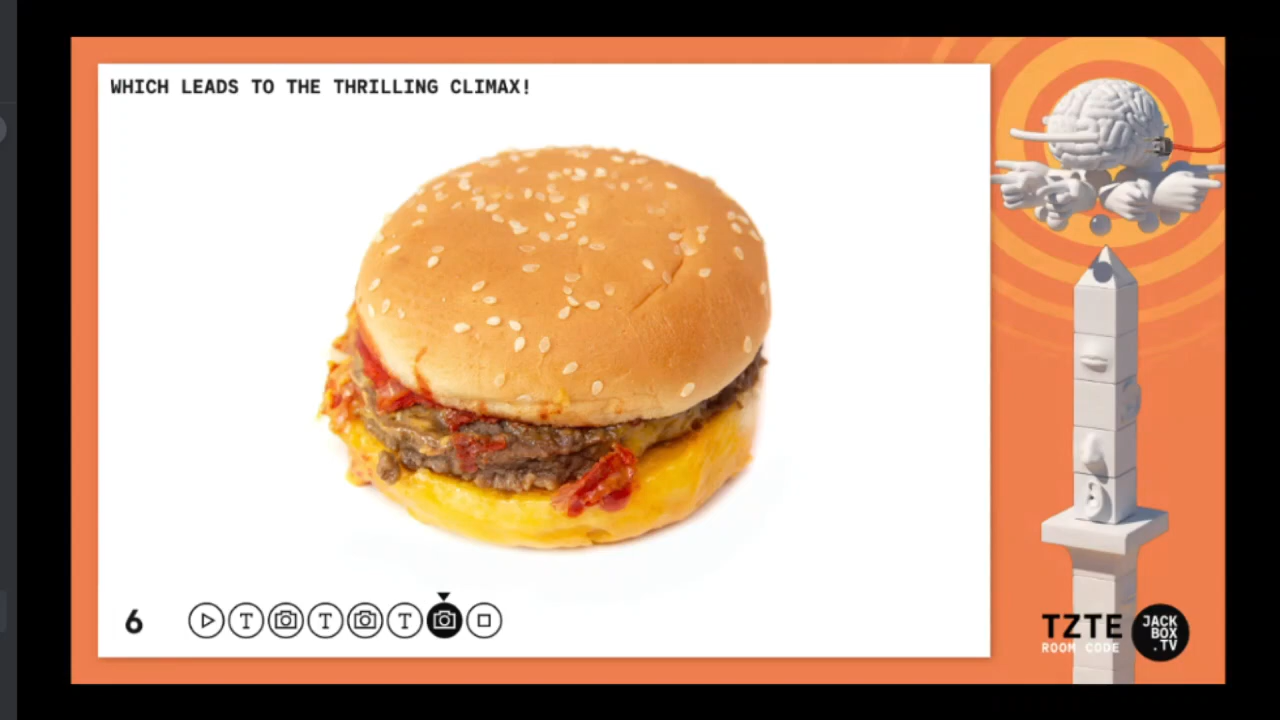 WHICH LEADS TO THE THRILLING CLIMAX!
6
T
T
T
TZTE
ROOM CODE
JACK
BOX
.TV